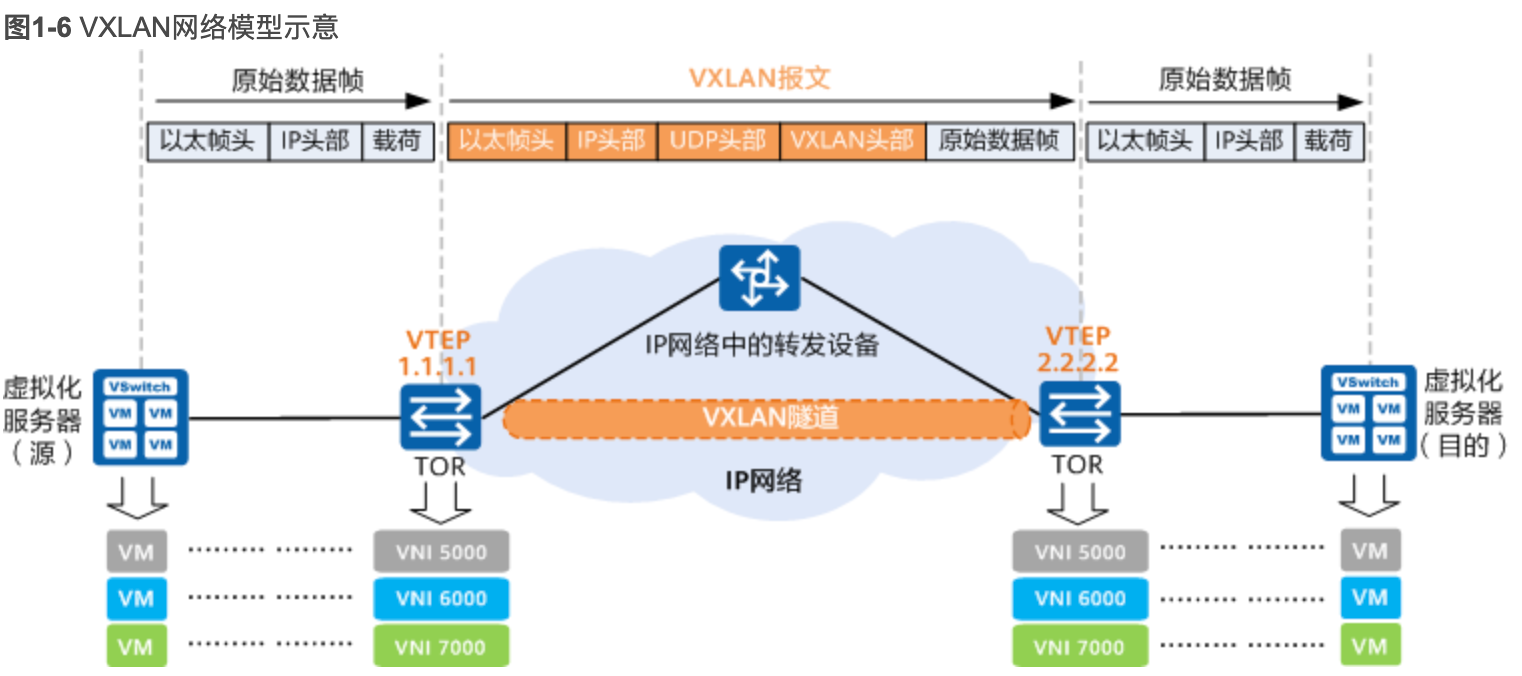 图1-6 VXLAN网络模型示意
原始数据帧
VXLAN报文
原始数据帧
以太帧头 IP头部 载荷
以太帧头 IP头部 UDP头部 VXLAN头部 原始数据帧
以太帧头 IP头部 载荷
IP网络中的转发设备
VTEP
1.1.1.1
VTEP
2.2.2.2
虚拟化
服务器
（源）
VSwitch
VM VM
VM VM
VXLAN隧道
VSwitch
VM VM
VM VM
虚拟化
服务器
（目的）
TOR
IP网络
TOR
VM ········· ········· VNI 5000
VM ········· ········· VNI 6000
VM ········· ········· VNI 7000
VNI 5000 ········· ········· VM
VNI 6000 ········· ········· VM
VNI 7000 ········· ········· VM